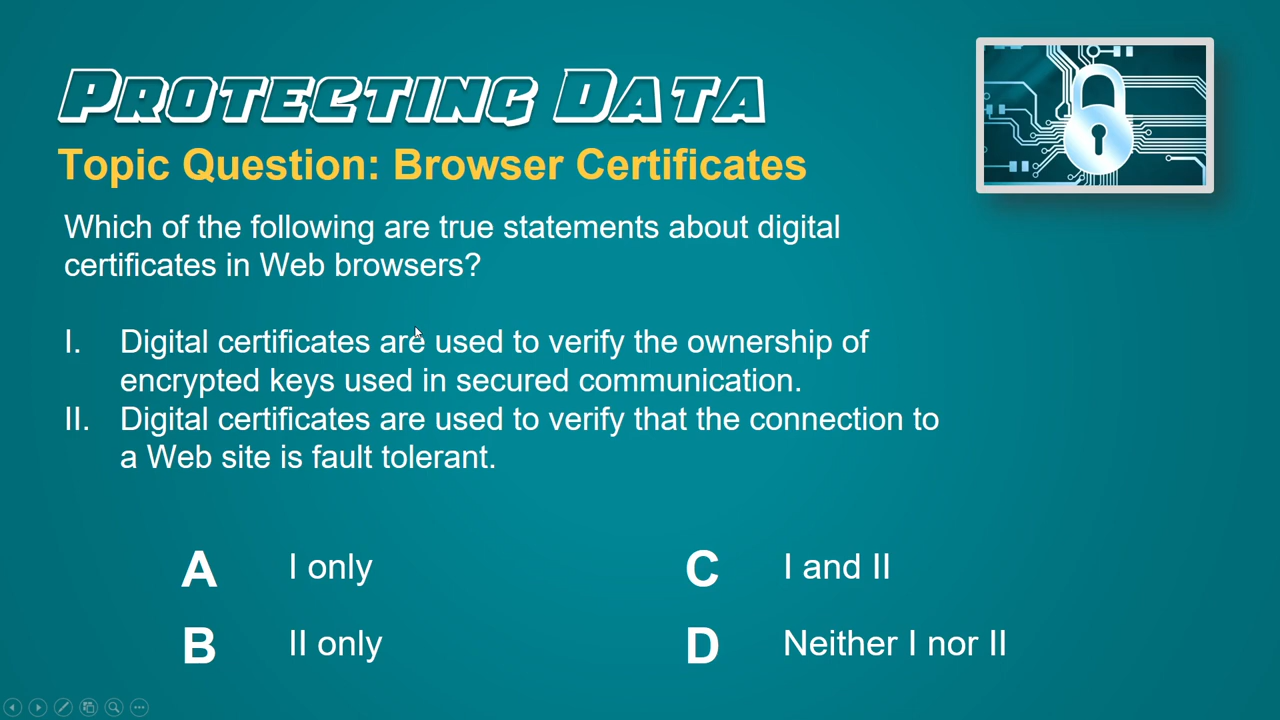 PROTECTING DATA
Topic Question: Browser Certificates
Which of the following are true statements about digital
certificates in Web browsers?
I. Digital certificates are used to verify the ownership of
encrypted keys used in secured communication.
II. Digital certificates are used to verify that the connection to
a Web site is fault tolerant.
A I only
C I and II
B II only
D Neither I nor II